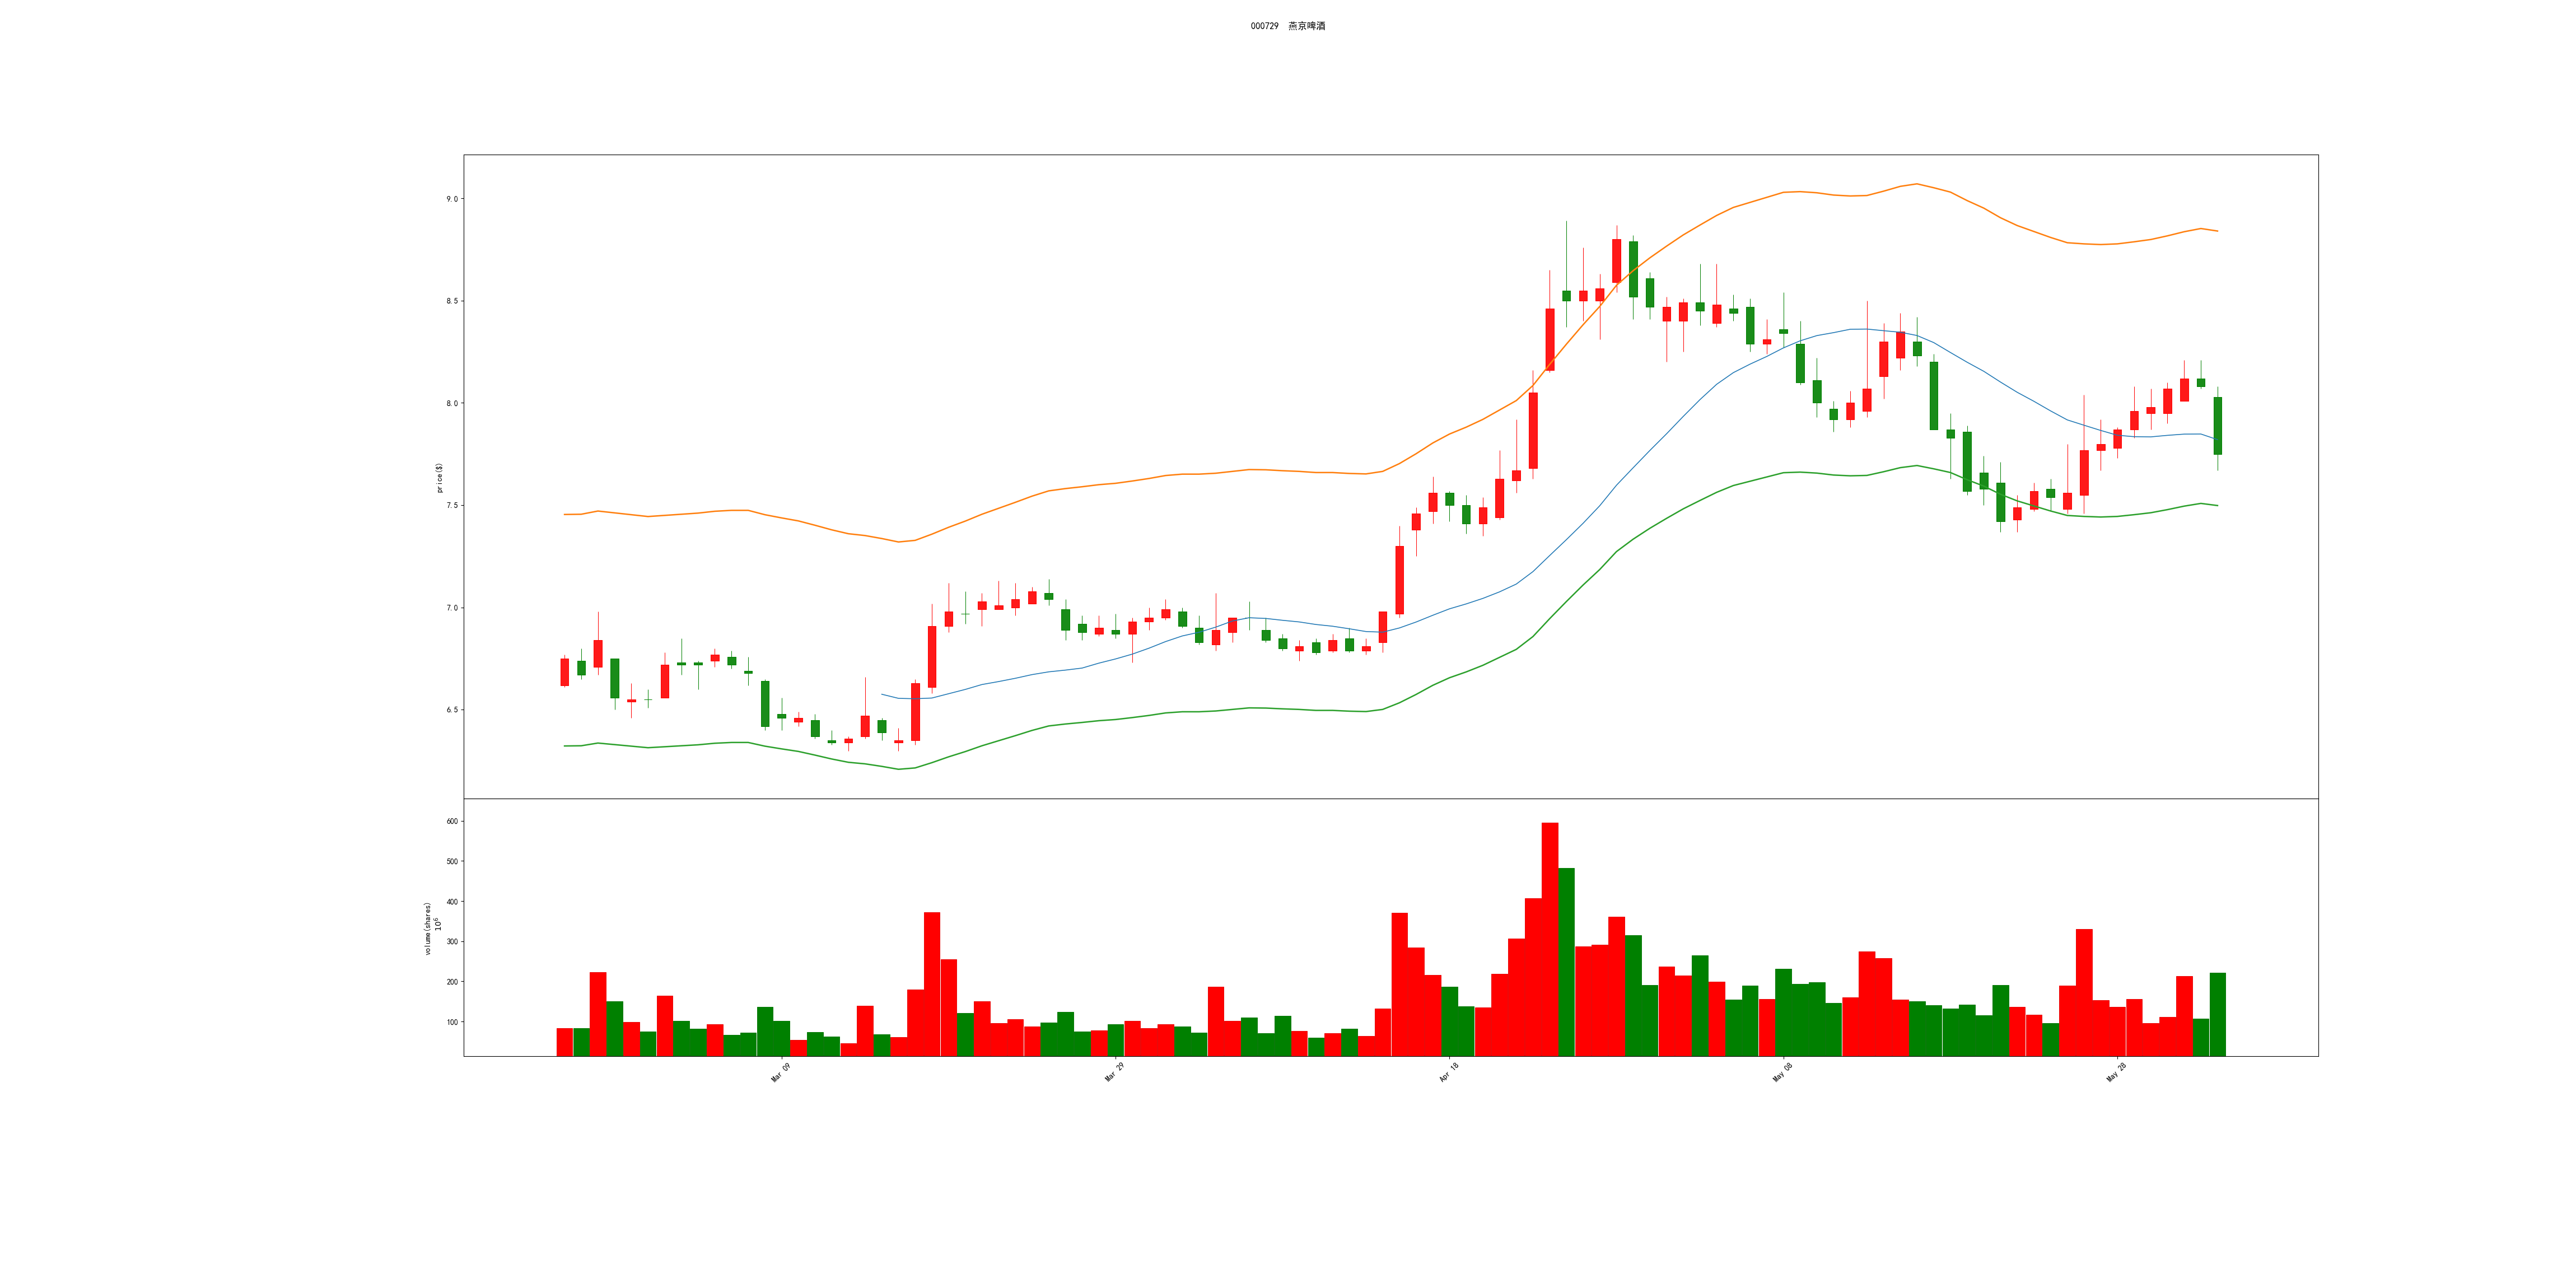 000729  燕京啤酒
9.0
8.5
8.0
7.5
7.0
6.5
price($)
600
500
400
300
200
100
volume(shares)
10^6
Mar 09
Mar 29
Apr 18
May 08
May 28